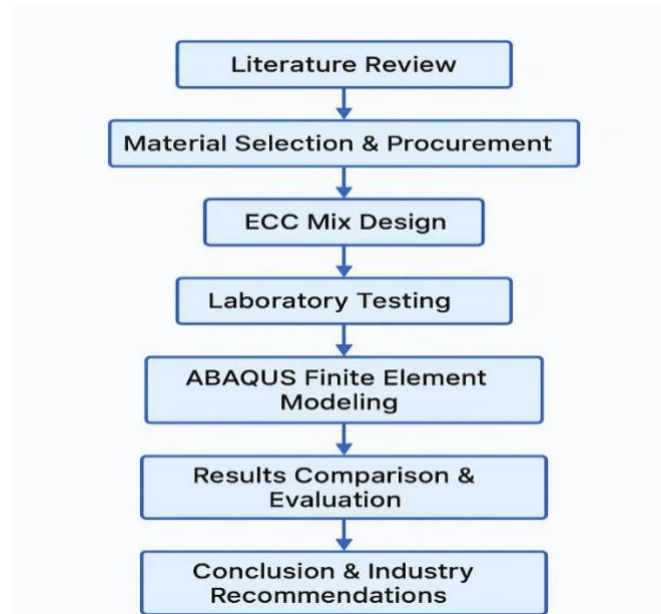 Literature Review
Material Selection & Procurement
ECC Mix Design
Laboratory Testing
ABAQUS Finite Element
Modeling
Results Comparison &
Evaluation
Conclusion & Industry
Recommendations